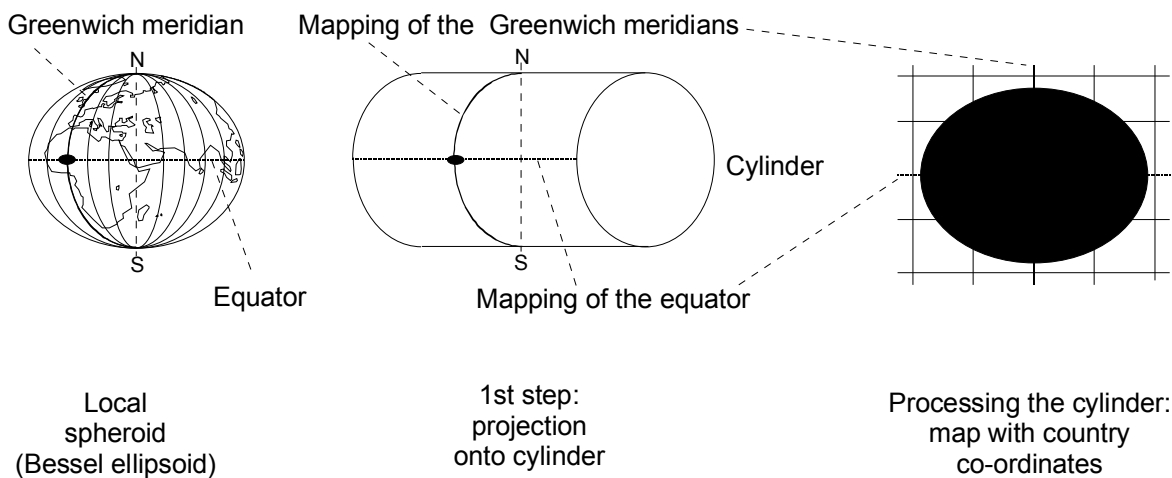 Greenwich meridian
Mapping of the Greenwich meridians
N
N
Cylinder
S
S
Equator
Mapping of the equator
Local
spheroid
(Bessel ellipsoid)
1st step:
projection
onto cylinder
Processing the cylinder:
map with country
co-ordinates